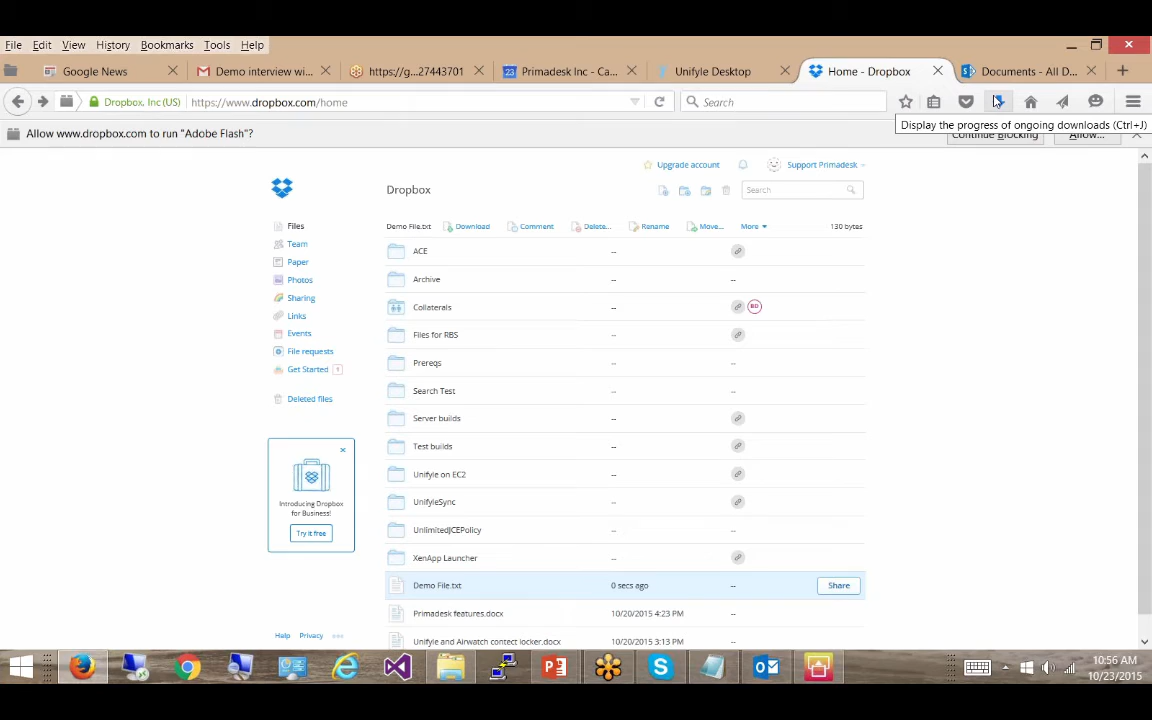 File Edit View History Bookmarks Tools Help
Google News
Demo interview wi...
https://g...27443701
23 Primadesk Inc - Ca...
Unifyle Desktop
Home - Dropbox
Documents - All D...
Dropbox, Inc (US)
https://www.dropbox.com/home
Search
Display the progress of ongoing downloads (Ctrl+J)
Allow www.dropbox.com to run "Adobe Flash"?
Continue Blocking
Allow...
Upgrade account
Support Primadesk
Dropbox
Search
Files
Team
Paper
Photos
Sharing
Links
Events
File requests
Get Started 1
Deleted files
Introducing Dropbox
for Business!
Try it free
Help Privacy
Demo File.txt Download Comment Delete... Rename Move... More 130 bytes
ACE --
Archive -- --
Collaterals -- BD
Files for RBS --
Prereqs -- --
Search Test -- --
Server builds --
Test builds --
Unifyle on EC2 --
UnifyleSync --
UnlimitedJCEPolicy -- --
XenApp Launcher --
Demo File.txt 0 secs ago -- Share
Primadesk features.docx 10/20/2015 4:23 PM --
Unifyle and Airwatch contect locker.docx 10/20/2015 3:13 PM --
10:56 AM
10/23/2015